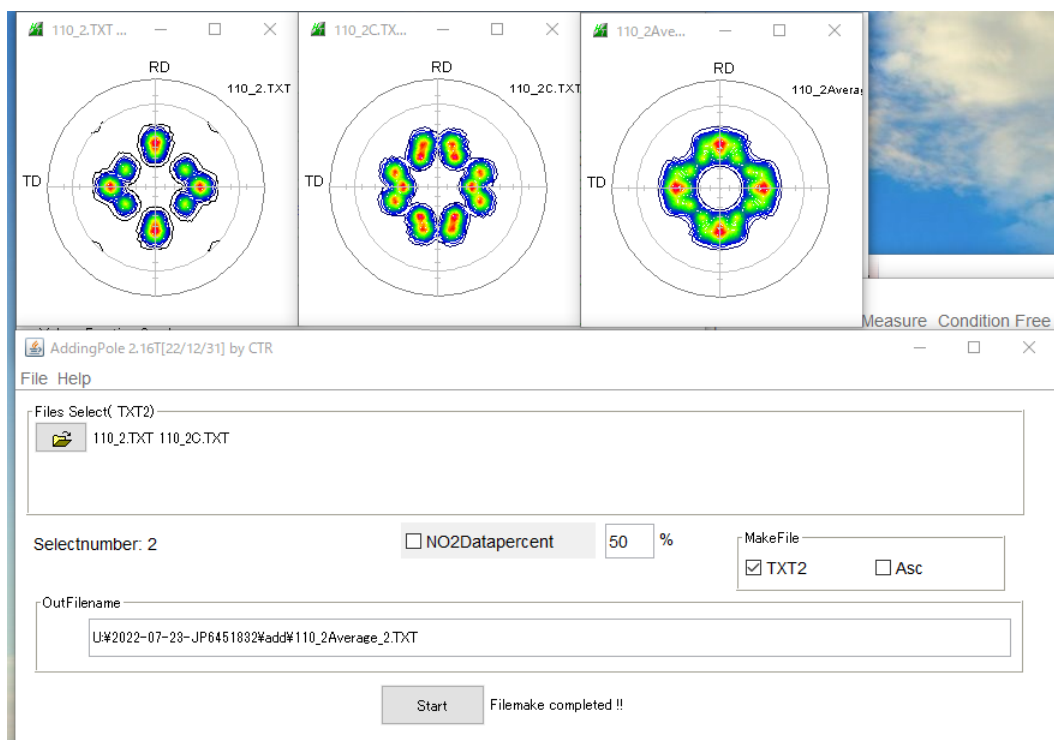 110_2.TXT ...
110_2C.TX...
110_2Ave...
RD
110_2.TXT
TD
RD
110_2C.TXT
TD
RD
110_2Avera
TD
Measure Condition Free
AddingPole 2.16T[22/12/31] by CTR
File Help
Files Select( TXT2)
110_2.TXT 110_2C.TXT
Selectnumber: 2
NO2Datapercent
50 %
MakeFile
TXT2
Asc
OutFilename
U:¥2022-07-23-JP6451832¥add¥110_2Average_2.TXT
Start
Filemake completed !!